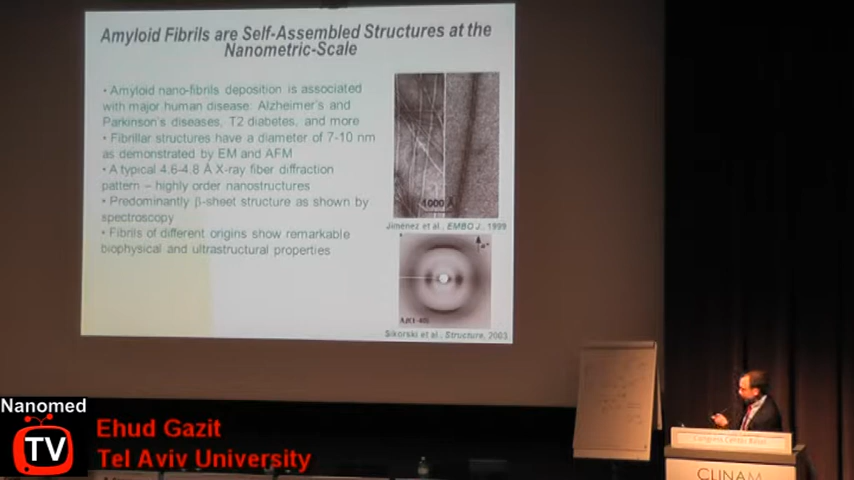 Amyloid Fibrils are Self-Assembled Structures at the
Nanometric-Scale
• Amyloid nano-fibrils deposition is associated
with major human disease: Alzheimer's and
Parkinson's diseases, T2 diabetes, and more
• Fibrillar structures have a diameter of 7-10 nm
as demonstrated by EM and AFM
• A typical 4.6-4.8 Å X-ray fiber diffraction
pattern – highly order nanostructures
• Predominantly β-sheet structure as shown by
spectroscopy
• Fibrils of different origins show remarkable
biophysical and ultrastructural properties
1000 Å
Jimenez et al., EMBO J., 1999
Sikorski et al., Structure, 2003
Nanomed
TV
Ehud Gazit
Tel Aviv University
Congress Center Basel
CLINAM